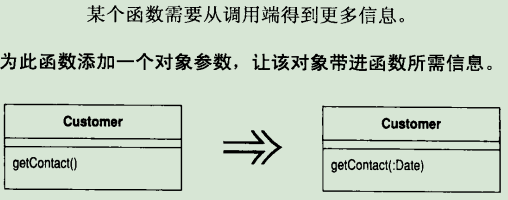 某个函数需要从调用端得到更多信息。
为此函数添加一个对象参数，让该对象带进函数所需信息。
Customer
getContact()
Customer
getContact(:Date)